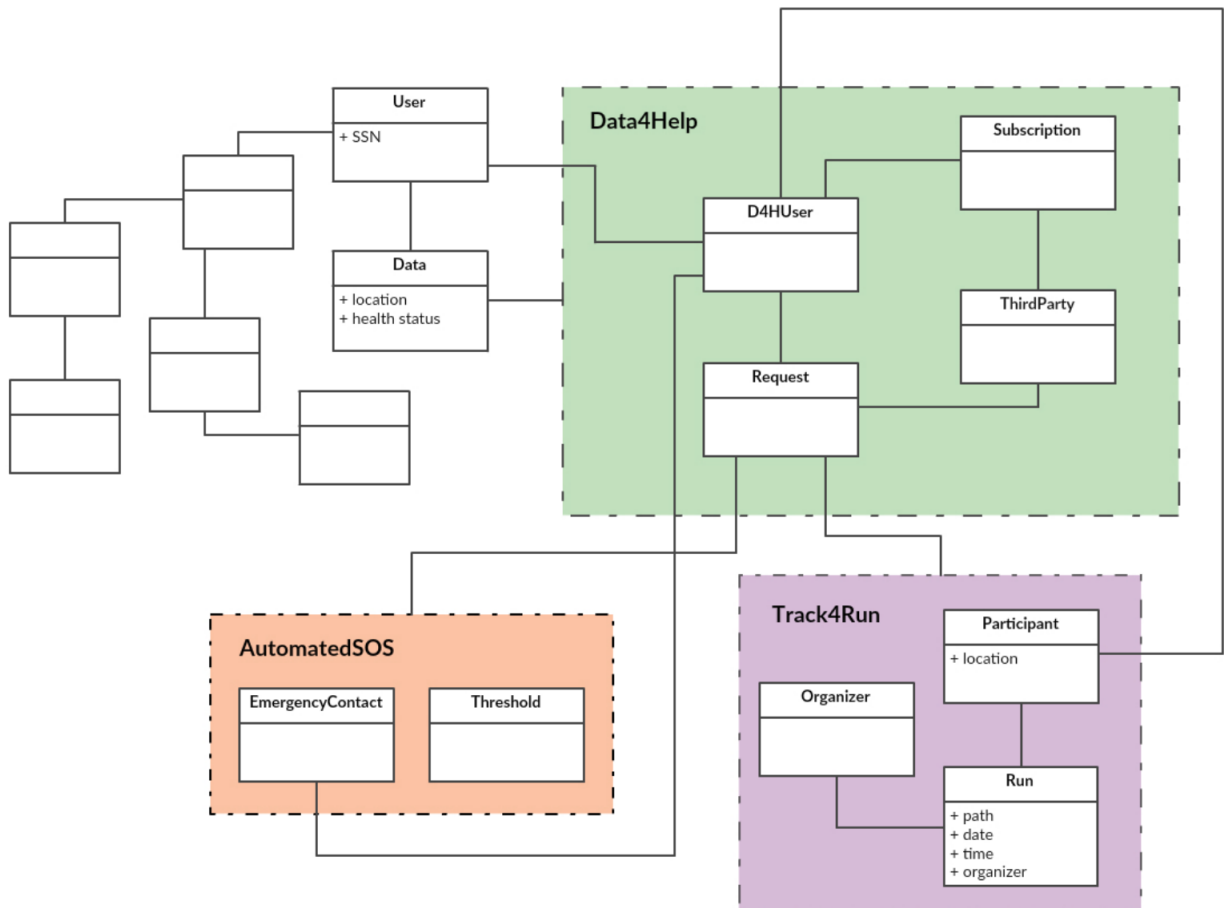 User
+ SSN
Data
+ location
+ health status
Data4Help
Subscription
D4HUser
ThirdParty
Request
AutomatedSOS
EmergencyContact
Threshold
Track4Run
Participant
+ location
Organizer
Run
+ path
+ date
+ time
+ organizer